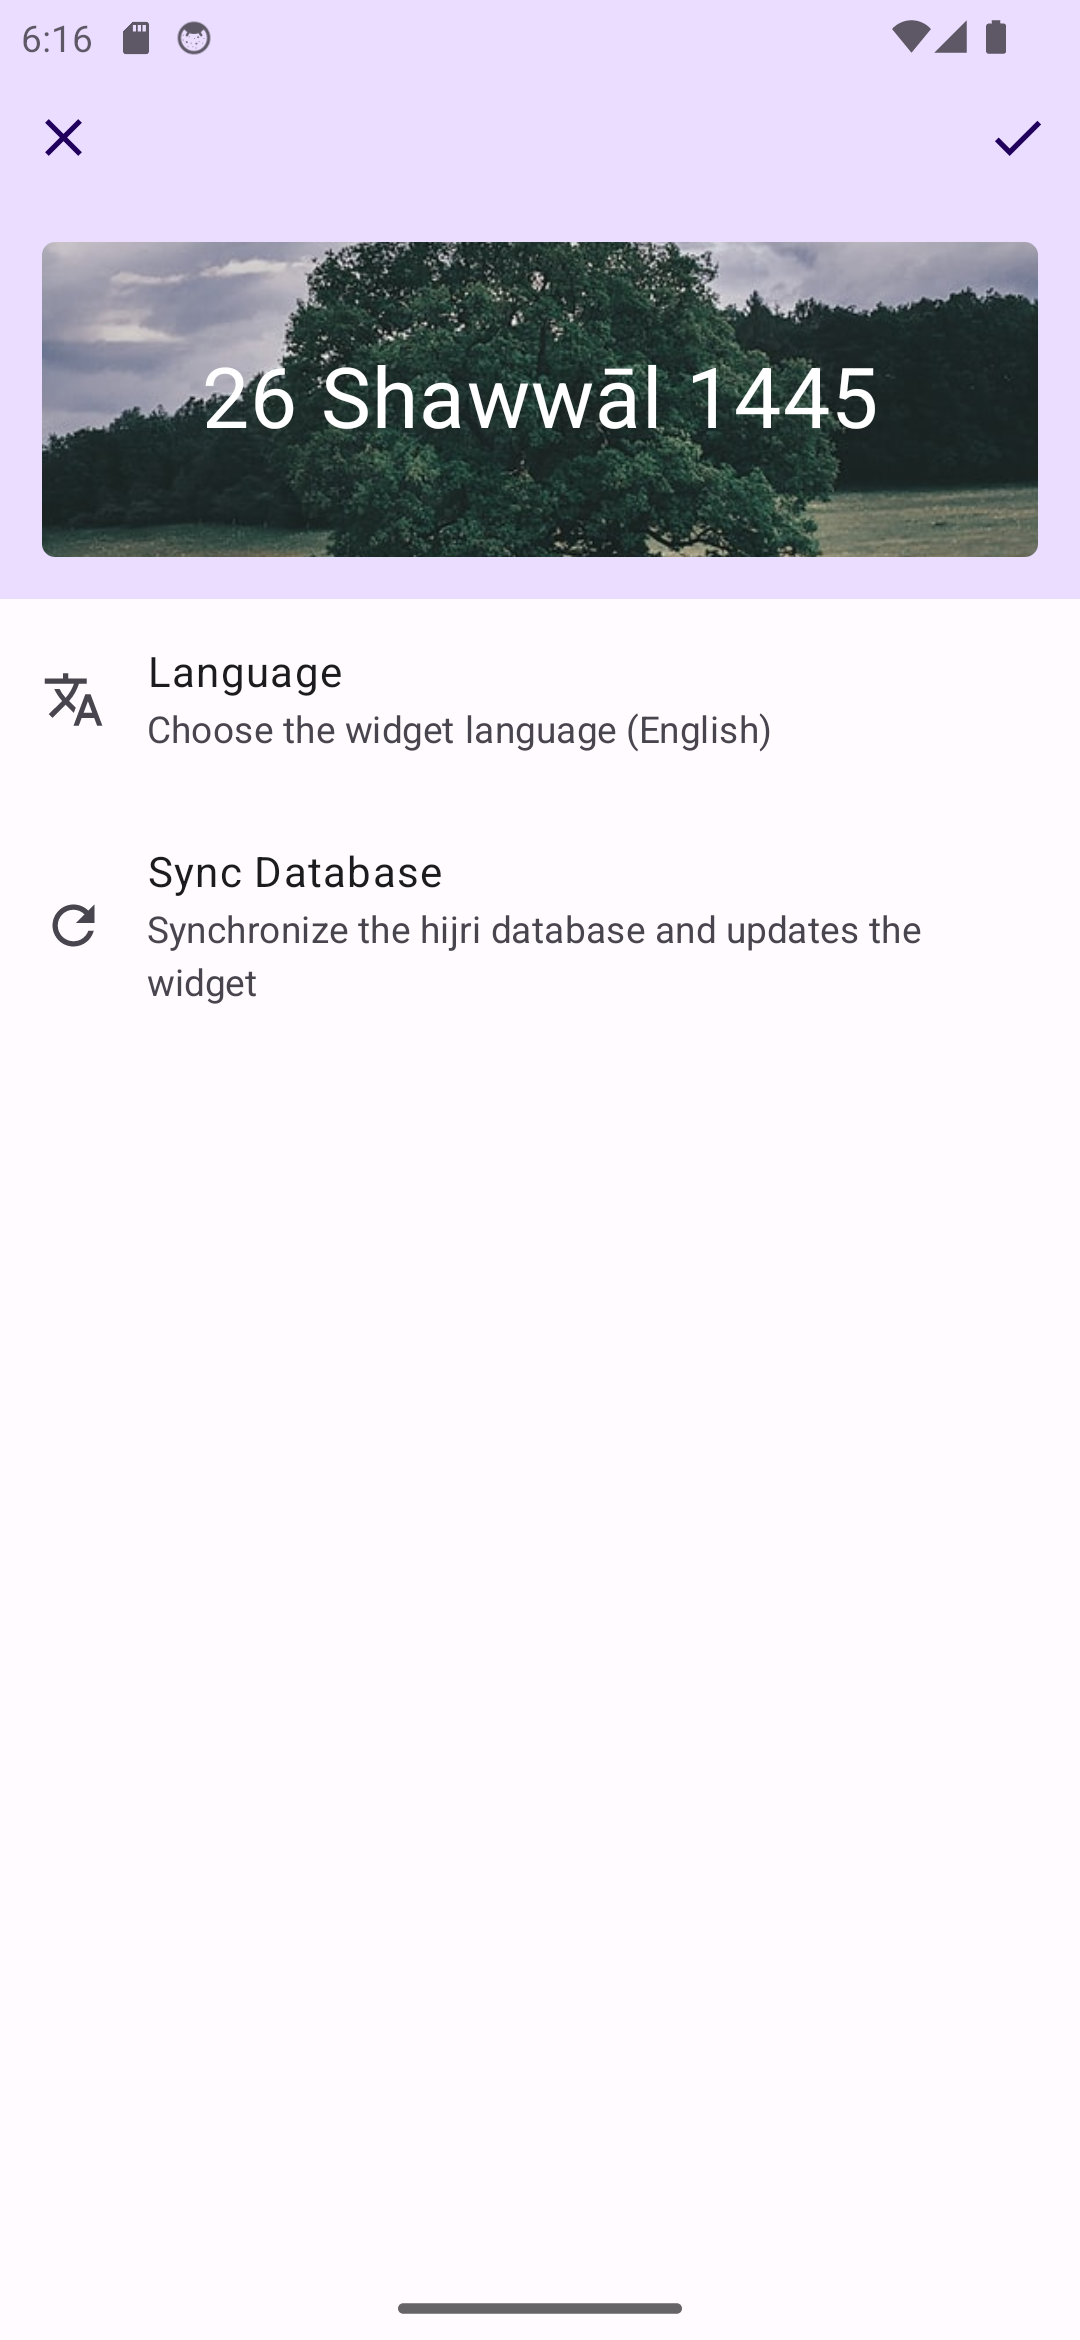 6:16
26 Shawwāl 1445
Language
Choose the widget language (English)
Sync Database
Synchronize the hijri database and updates the
widget